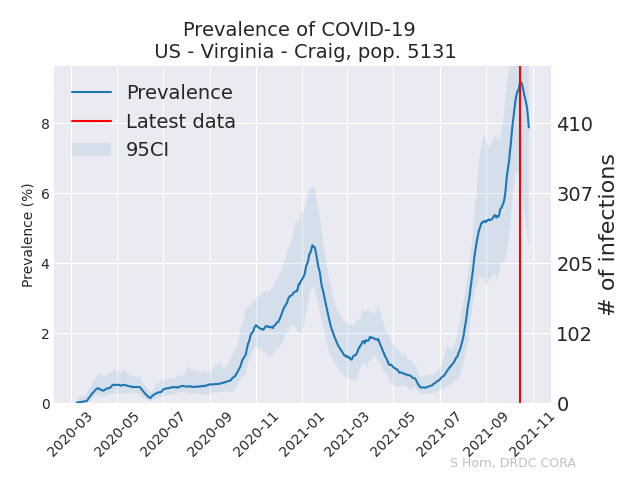 Prevalence of COVID-19
US - Virginia - Craig, pop. 5131
Prevalence
Latest data
95CI
Prevalence (%)
8
6
4
2
0
410
307
205
102
0
# of infections
2020-03
2020-05
2020-07
2020-09
2020-11
2021-01
2021-03
2021-05
2021-07
2021-09
2021-11
S Horn, DRDC CORA